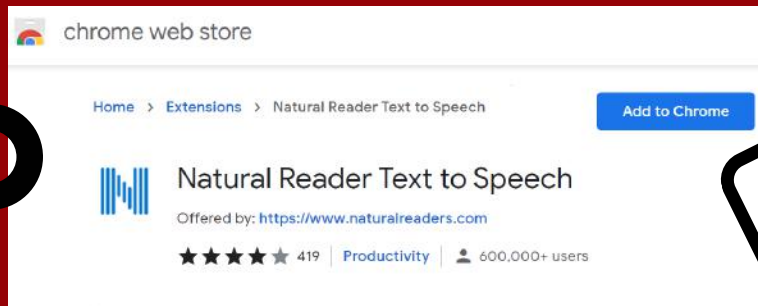 chrome web store
Home > Extensions > Natural Reader Text to Speech
Add to Chrome
Natural Reader Text to Speech
Offered by: https://www.naturalreaders.com
419 | Productivity | 600,000+ users